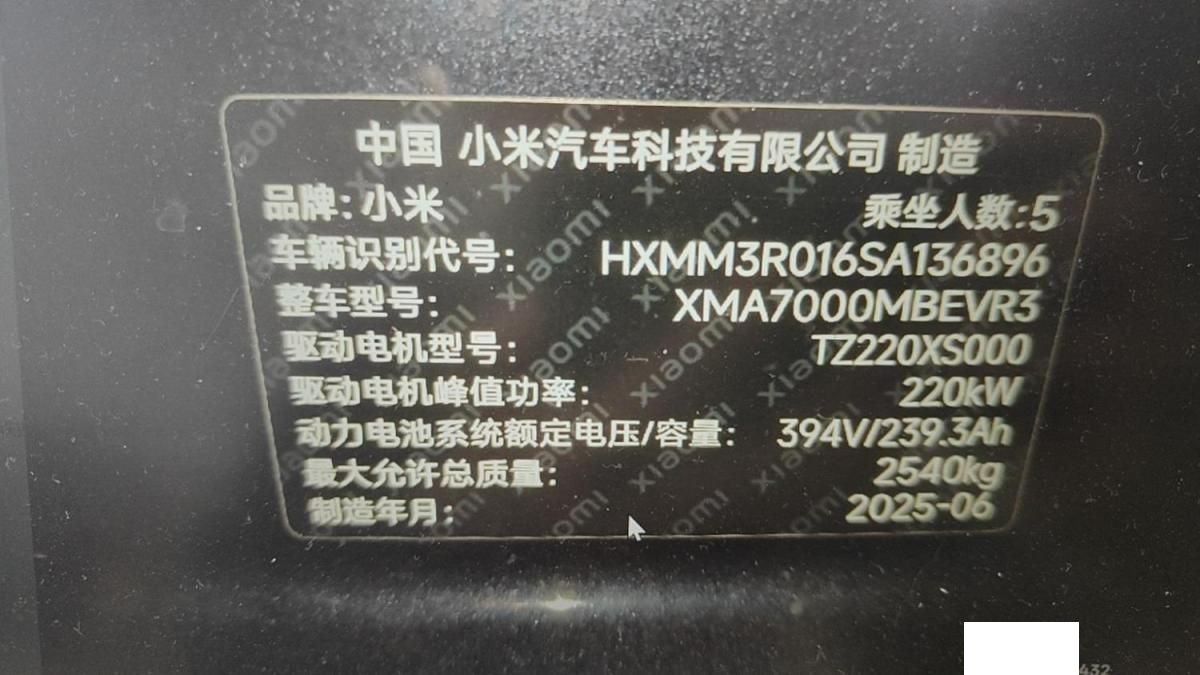 中国 小米汽车科技有限公司 制造
品牌: 小米 乘坐人数:5
车辆识别代号: HXMM3R016SA136896
整车型号: XMA7000MBEVR3
驱动电机型号: TZ220XS000
驱动电机峰值功率: 220kW
动力电池系统额定电压/容量: 394V/239.3Ah
最大允许总质量: 2540kg
制造年月: 2025-06
432